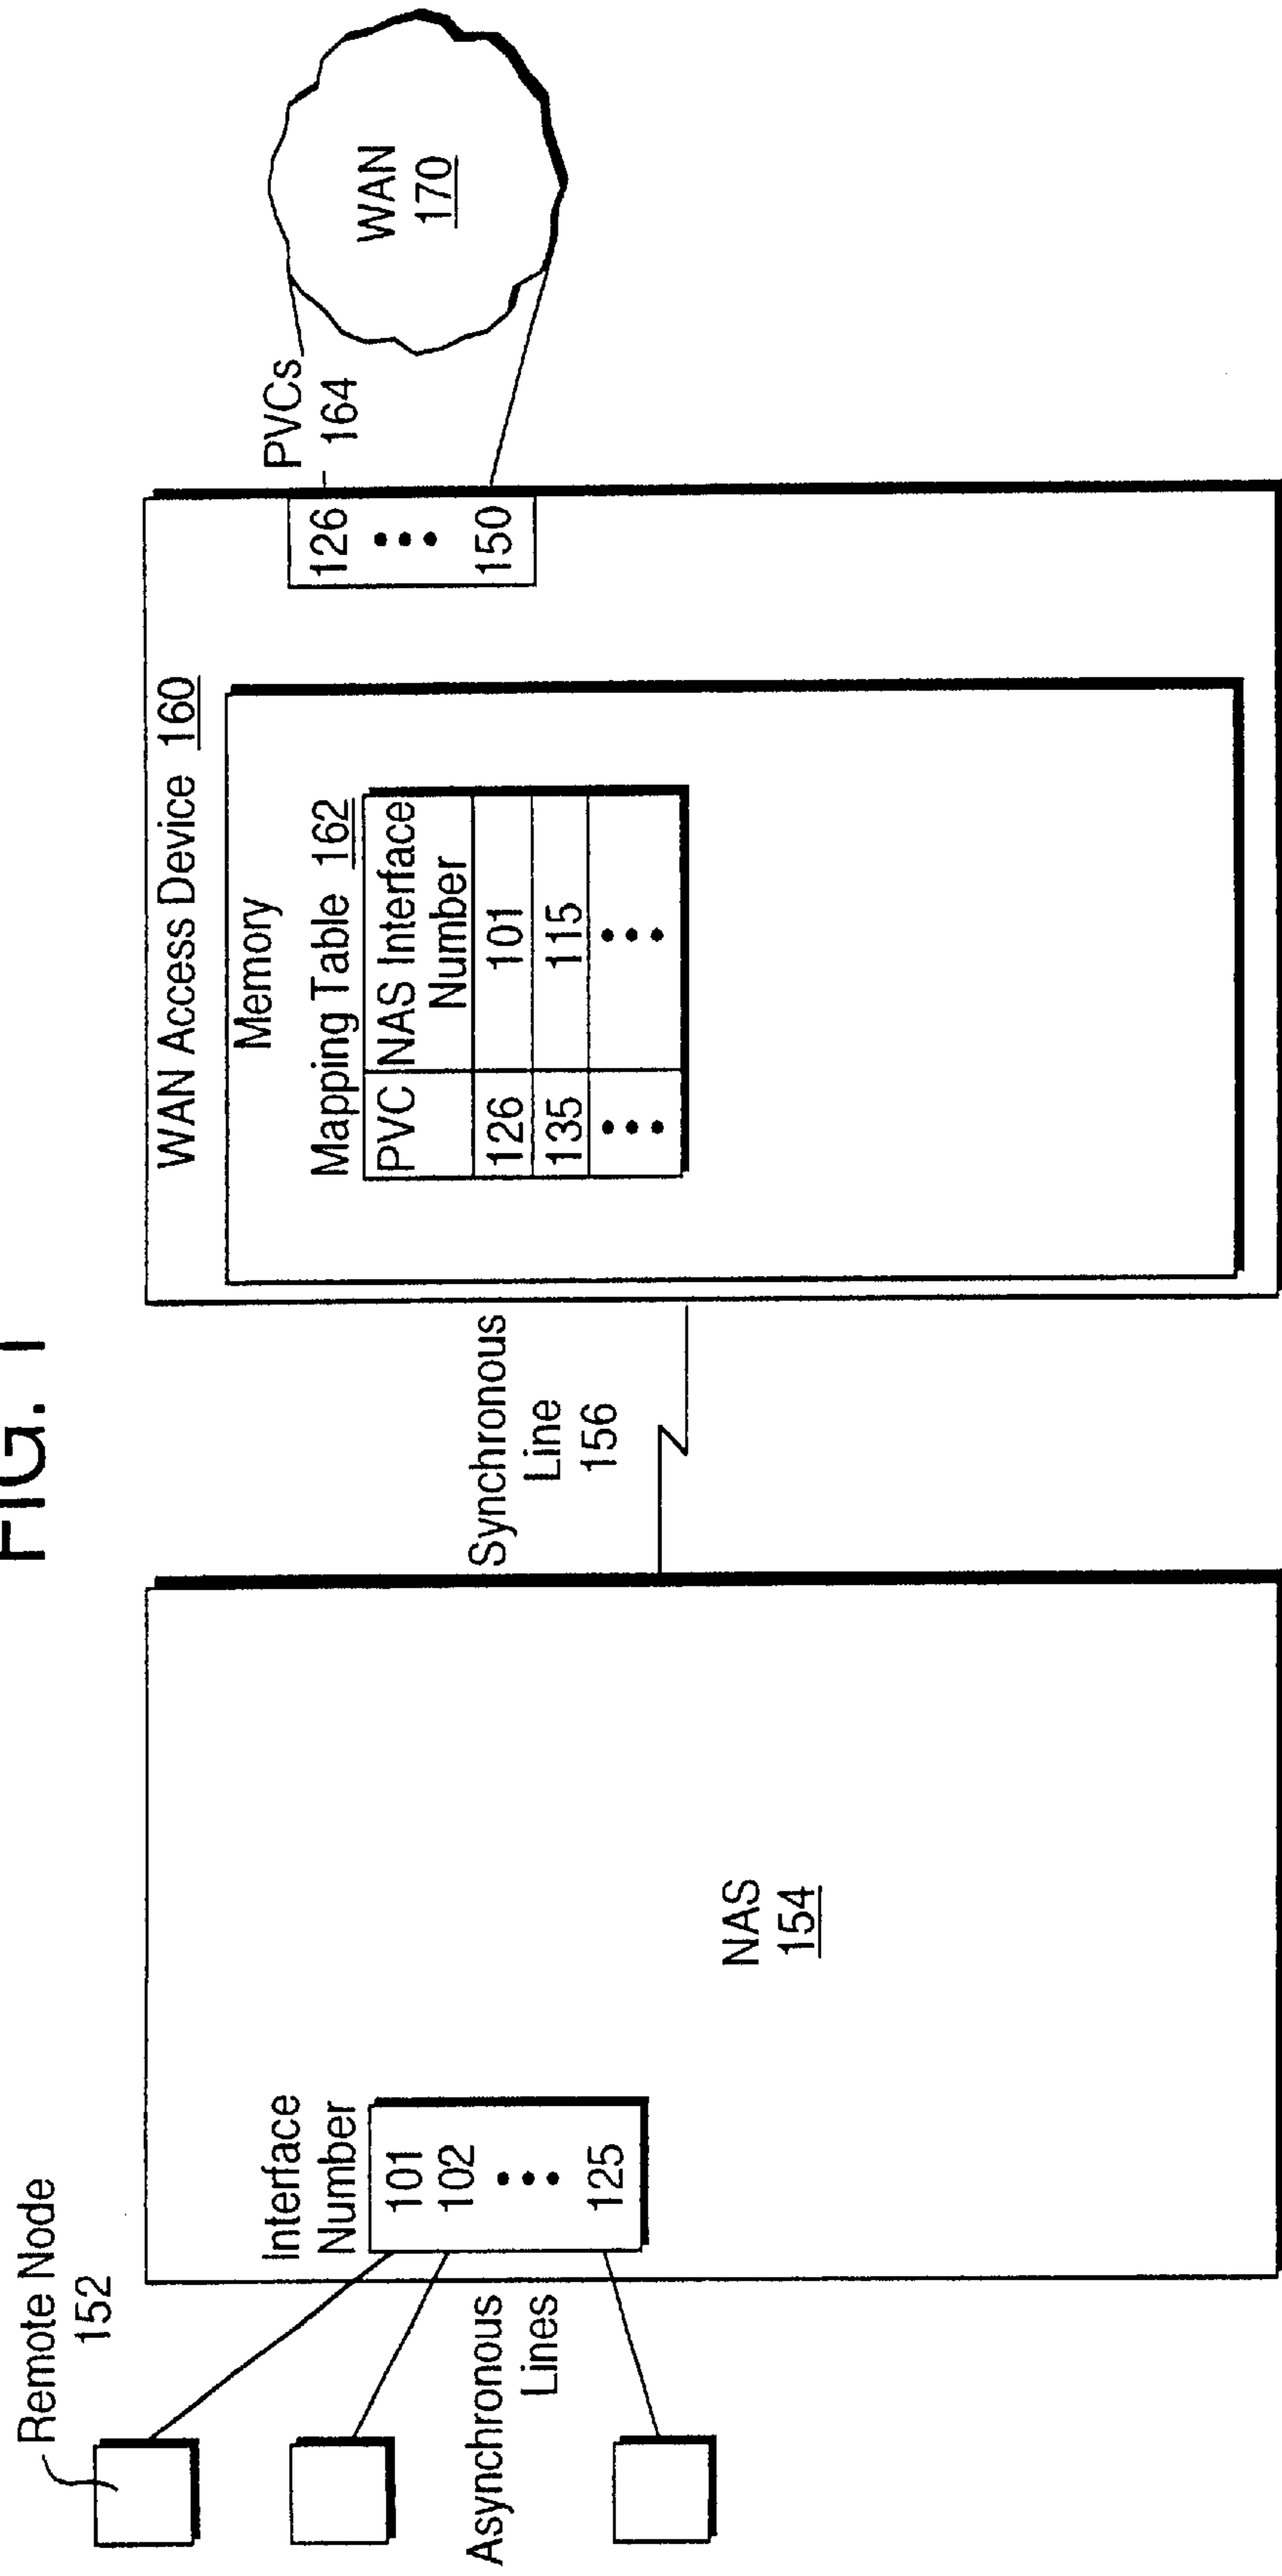 FIG. 1
Remote Node
152
Asynchronous
Lines
Interface
Number
101
102
125
NAS
154
Synchronous
Line
156
WAN Access Device 160
Memory
Mapping Table 162
PVC NAS Interface
Number
126 101
135 115
126
150
PVCs
164
WAN
170